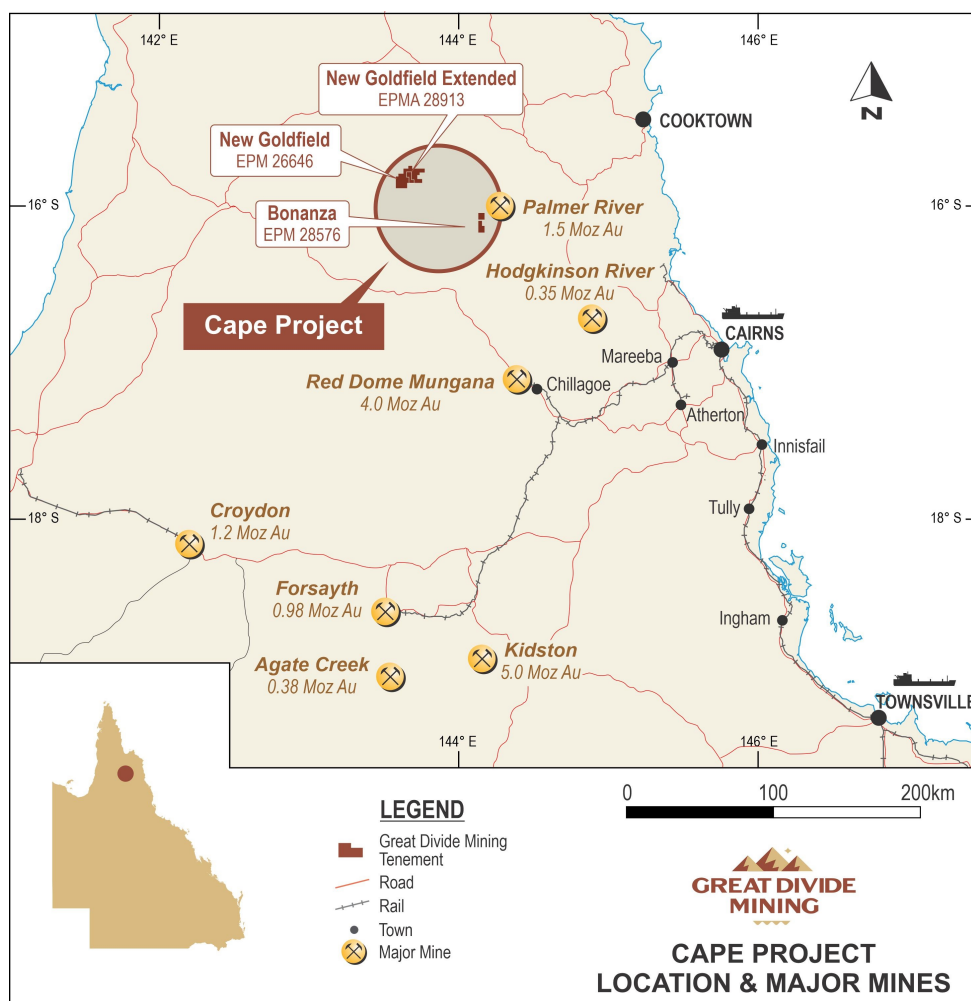 142° E
144° E
146° E
New Goldfield Extended
EPMA 28913
New Goldfield
EPM 26646
N
COOKTOWN
16° S
16° S
Bonanza
EPM 28576
Palmer River
1.5 Moz Au
Hodgkinson River
0.35 Moz Au
Cape Project
CAIRNS
Mareeba
Red Dome Mungana
4.0 Moz Au
Chillagoe
Atherton
Innisfail
Croydon
1.2 Moz Au
Tully
18° S
18° S
Forsayth
0.98 Moz Au
Ingham
Kidston
5.0 Moz Au
Agate Creek
0.38 Moz Au
TOWNSVILLE
144° E
146° E
0 100 200km
LEGEND
Great Divide Mining
Tenement
Road
Rail
Town
Major Mine
GREAT DIVIDE
MINING
CAPE PROJECT
LOCATION & MAJOR MINES